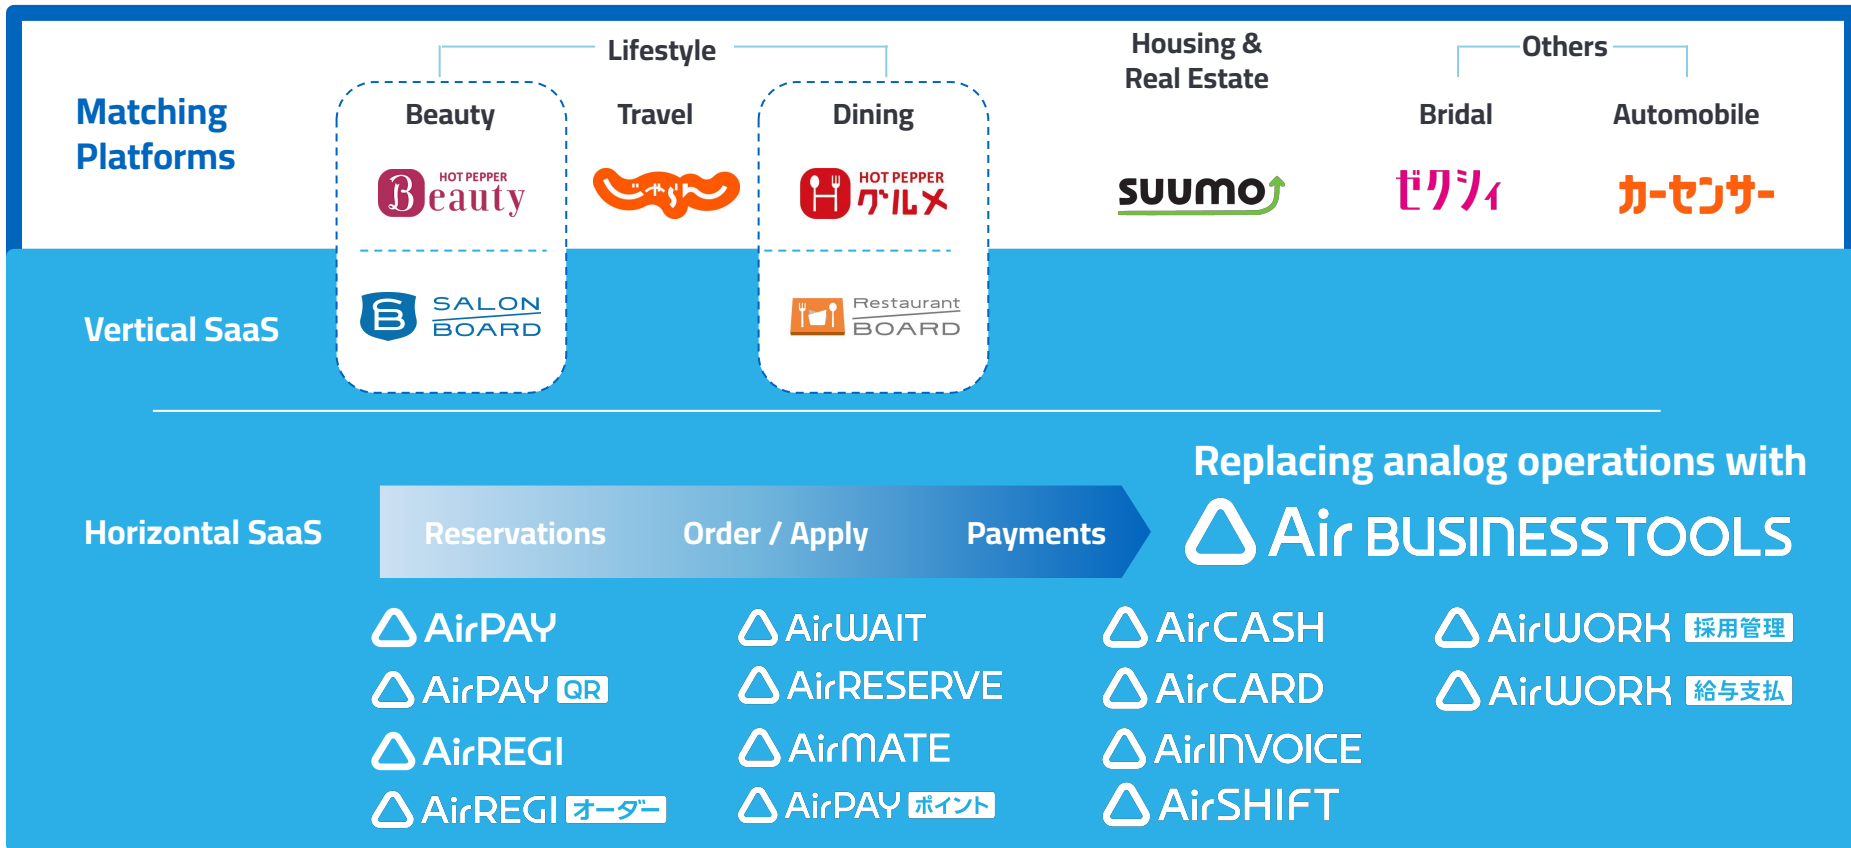 Matching
Platforms
Lifestyle
Beauty
Travel
Dining
Housing &
Real Estate
Others
Bridal
Automobile
HOT PEPPER
Beauty
じゃらん
HOT PEPPER
グルメ
SUUMO
ゼクシィ
カーセンサー
Vertical SaaS
SALON
BOARD
Restaurant
BOARD
Horizontal SaaS
Reservations
Order / Apply
Payments
Replacing analog operations with
Air BUSINESS TOOLS
AirPAY
AirWAIT
AirCASH
AirWORK 採用管理
AirPAY QR
AirRESERVE
AirCARD
AirWORK 給与支払
AirREGI
AirMATE
AirINVOICE
AirREGI オーダー
AirPAY ポイント
AirSHIFT